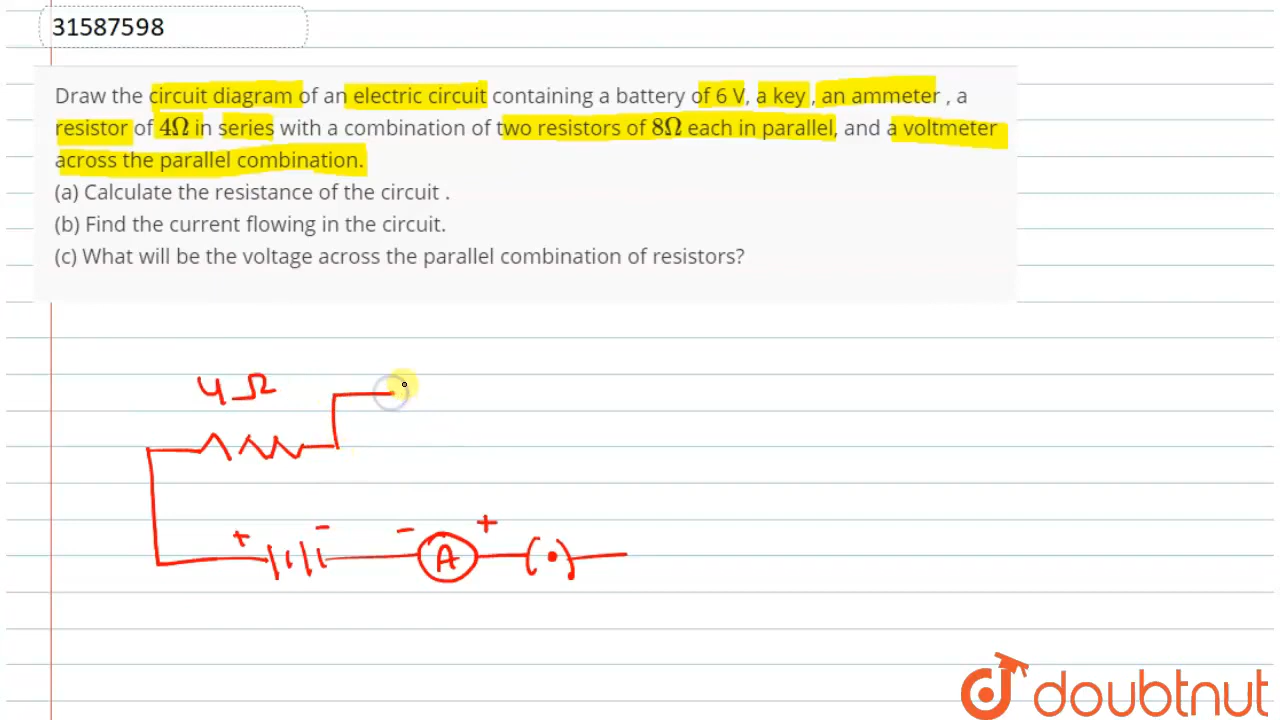 31587598
Draw the circuit diagram of an electric circuit containing a battery of 6 V, a key , an ammeter , a
resistor of 4Ω in series with a combination of two resistors of 8Ω each in parallel, and a voltmeter
across the parallel combination.
(a) Calculate the resistance of the circuit .
(b) Find the current flowing in the circuit.
(c) What will be the voltage across the parallel combination of resistors?
4 Ω
+ - - A +
doubtnut